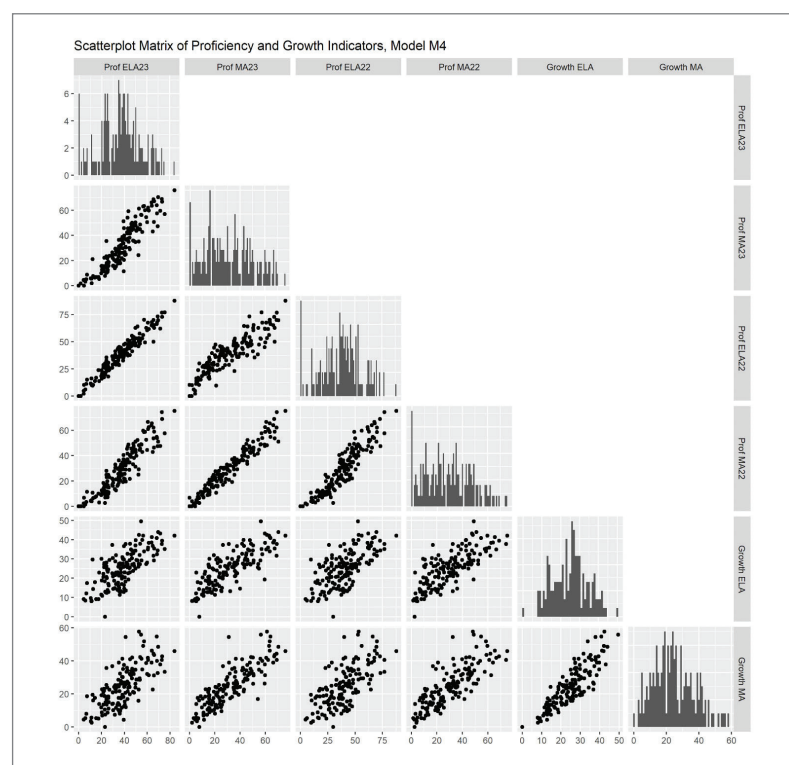 Scatterplot Matrix of Proficiency and Growth Indicators, Model M4
Prof ELA23 Prof MA23 Prof ELA22 Prof MA22 Growth ELA Growth MA
6
4
2
0
Prof ELA23
60
40
20
0
Prof MA23
75
50
25
0
Prof ELA22
60
40
20
0
Prof MA22
50
40
30
20
10
0
Growth ELA
60
40
20
0
Growth MA
0 20 40 60 80 0 20 40 60 0 25 50 75 0 20 40 60 0 10 20 30 40 50 0 20 40 60